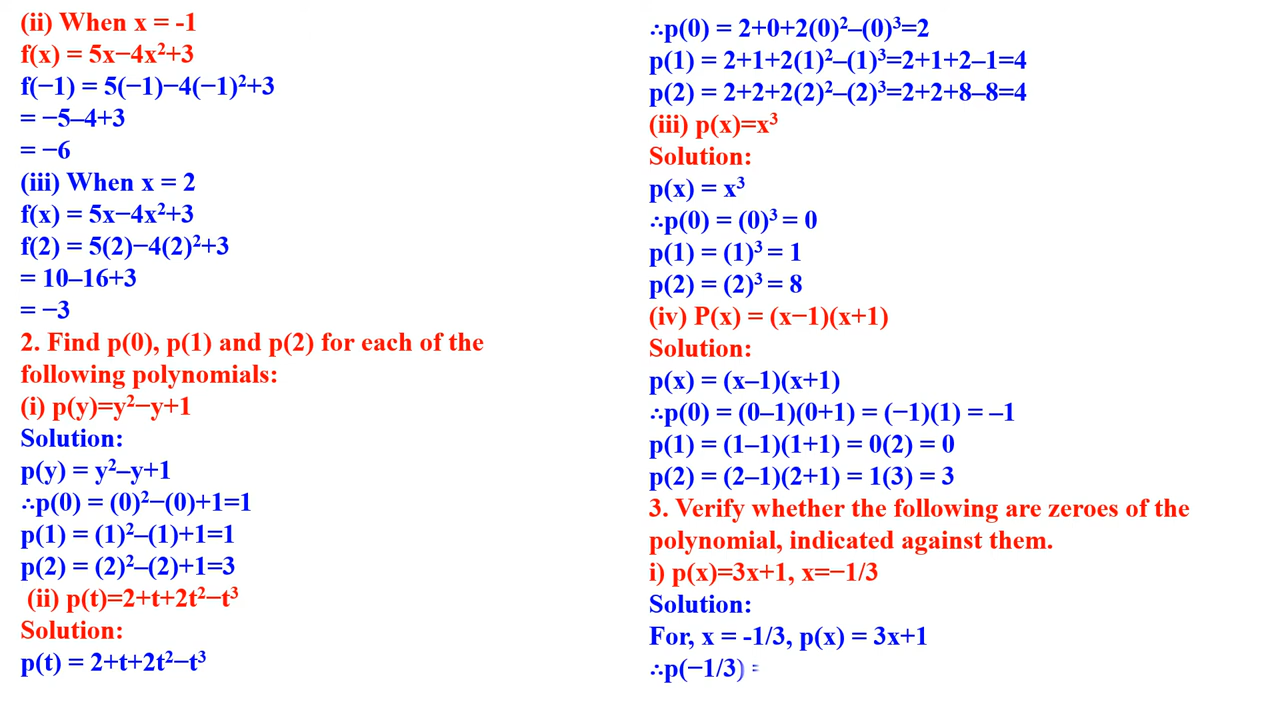 (ii) When x = -1
f(x) = 5x−4x²+3
f(−1) = 5(−1)−4(−1)²+3
= −5–4+3
= −6
(iii) When x = 2
f(x) = 5x−4x²+3
f(2) = 5(2)−4(2)²+3
= 10–16+3
= −3
2. Find p(0), p(1) and p(2) for each of the
following polynomials:
(i) p(y)=y²−y+1
Solution:
p(y) = y²–y+1
∴p(0) = (0)²−(0)+1=1
p(1) = (1)²–(1)+1=1
p(2) = (2)²–(2)+1=3
(ii) p(t)=2+t+2t²−t³
Solution:
p(t) = 2+t+2t²−t³
∴p(0) = 2+0+2(0)²–(0)³=2
p(1) = 2+1+2(1)²–(1)³=2+1+2–1=4
p(2) = 2+2+2(2)²–(2)³=2+2+8–8=4
(iii) p(x)=x³
Solution:
p(x) = x³
∴p(0) = (0)³ = 0
p(1) = (1)³ = 1
p(2) = (2)³ = 8
(iv) P(x) = (x−1)(x+1)
Solution:
p(x) = (x–1)(x+1)
∴p(0) = (0–1)(0+1) = (−1)(1) = –1
p(1) = (1–1)(1+1) = 0(2) = 0
p(2) = (2–1)(2+1) = 1(3) = 3
3. Verify whether the following are zeroes of the
polynomial, indicated against them.
i) p(x)=3x+1, x=−1/3
Solution:
For, x = -1/3, p(x) = 3x+1
∴p(−1/3) =